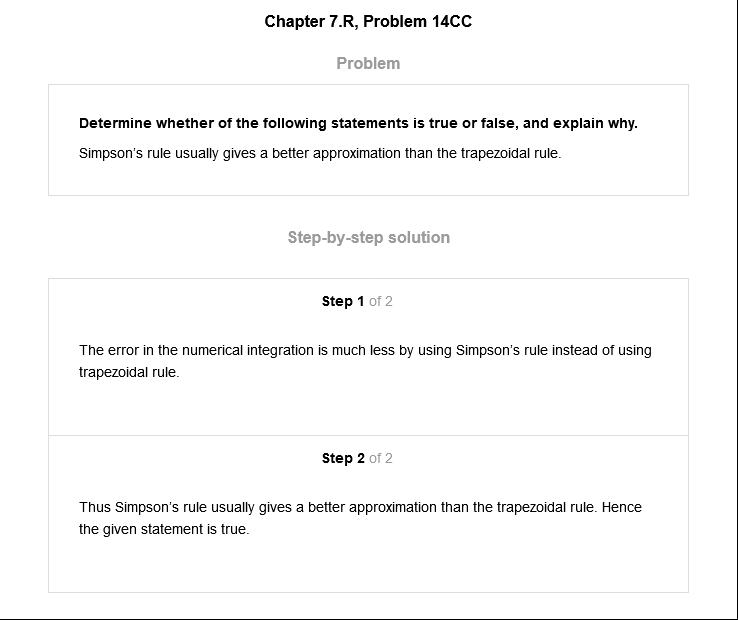 Chapter 7.R, Problem 14CC
Problem
Determine whether of the following statements is true or false, and explain why.
Simpson’s rule usually gives a better approximation than the trapezoidal rule.
Step-by-step solution
Step 1 of 2
The error in the numerical integration is much less by using Simpson’s rule instead of using
trapezoidal rule.
Step 2 of 2
Thus Simpson’s rule usually gives a better approximation than the trapezoidal rule. Hence
the given statement is true.